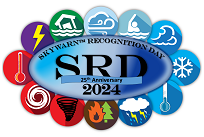 SKYWARN™ RECOGNITION DAY
SRD
25th Anniversary
2024